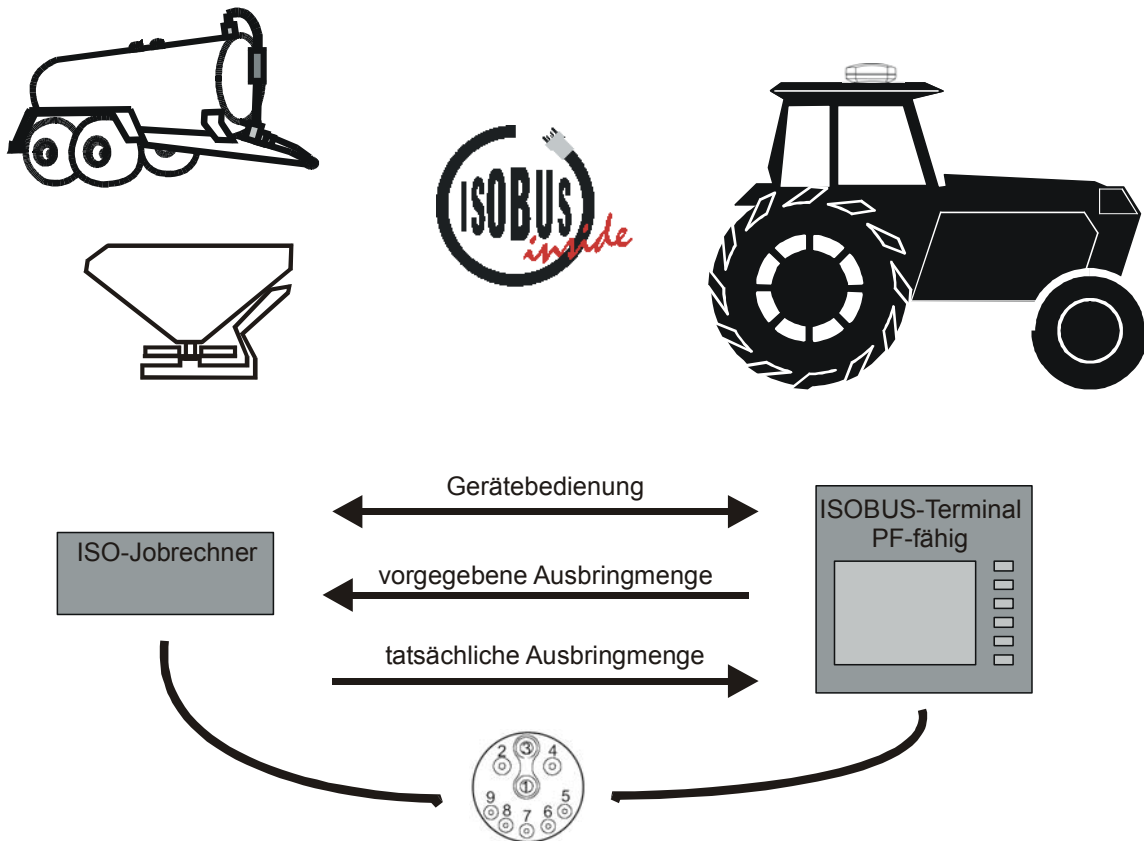 ISOBUS
inside
Gerätebedienung
ISO-Jobrechner
ISOBUS-Terminal
PF-fähig
vorgegebene Ausbringmenge
tatsächliche Ausbringmenge
2 3 4
1
9 8 7 6 5